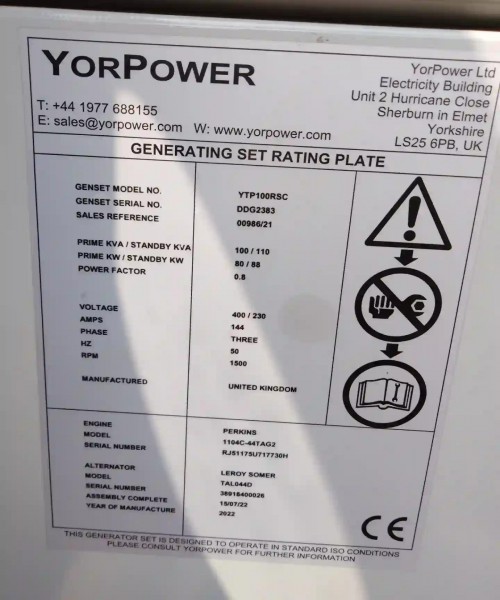 YORPOWER
T: +44 1977 688155
E: sales@yorpower.com W: www.yorpower.com
YorPower Ltd
Electricity Building
Unit 2 Hurricane Close
Sherburn in Elmet
Yorkshire
LS25 6PB, UK
GENERATING SET RATING PLATE
GENSET MODEL NO. YTP100RSC
GENSET SERIAL NO. DDG2383
SALES REFERENCE 00986/21
PRIME KVA / STANDBY KVA 100 / 110
PRIME KW / STANDBY KW 80 / 88
POWER FACTOR 0.8
VOLTAGE 400 / 230
AMPS 144
PHASE THREE
HZ 50
RPM 1500
MANUFACTURED UNITED KINGDOM
ENGINE PERKINS
MODEL 1104C-44TAG2
SERIAL NUMBER RJ51175U717730H
ALTERNATOR LEROY SOMER
MODEL TAL044D
SERIAL NUMBER 38918400026
ASSEMBLY COMPLETE 15/07/22
YEAR OF MANUFACTURE 2022
CE
THIS GENERATOR SET IS DESIGNED TO OPERATE IN STANDARD ISO CONDITIONS
PLEASE CONSULT YORPOWER FOR FURTHER INFORMATION